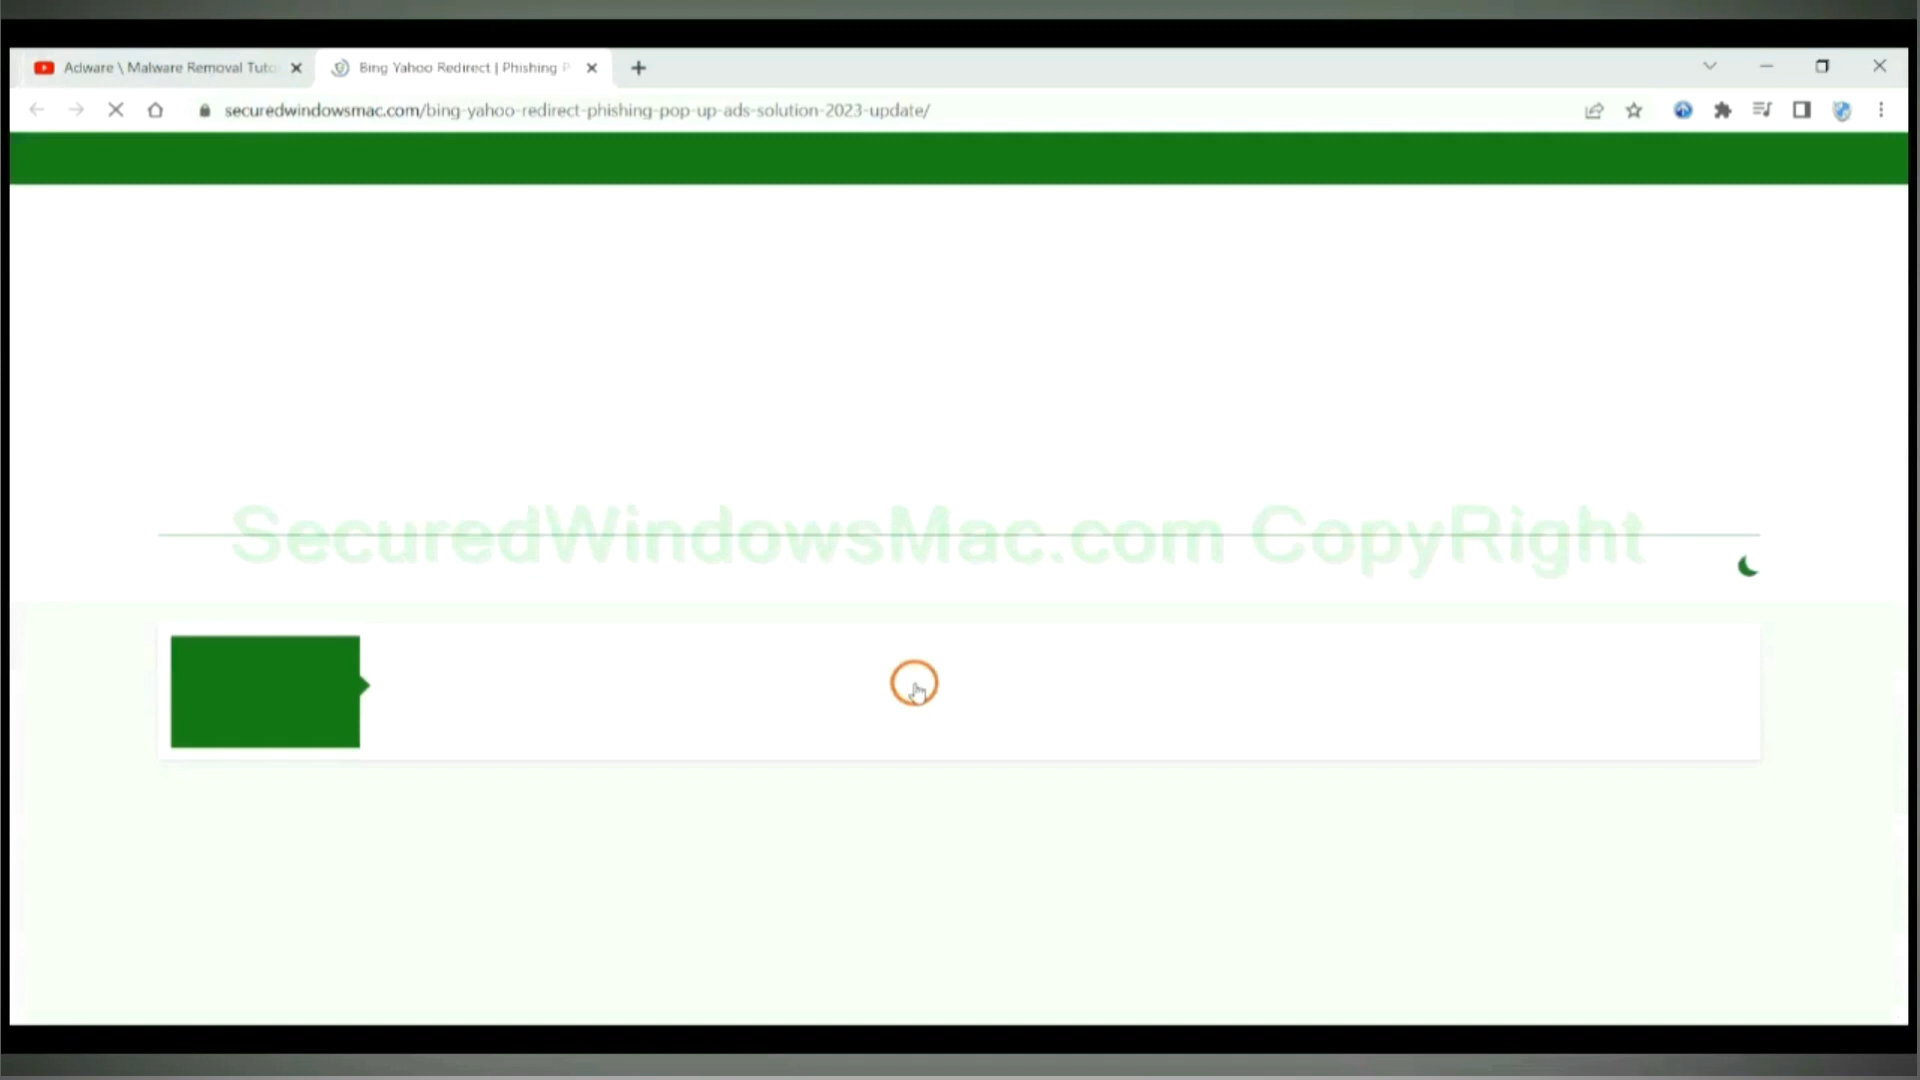 Adware \ Malware Removal Tuto
Bing Yahoo Redirect | Phishing P
securedwindowsmac.com/bing-yahoo-redirect-phishing-pop-up-ads-solution-2023-update/
SecuredWindowsMac.com CopyRight